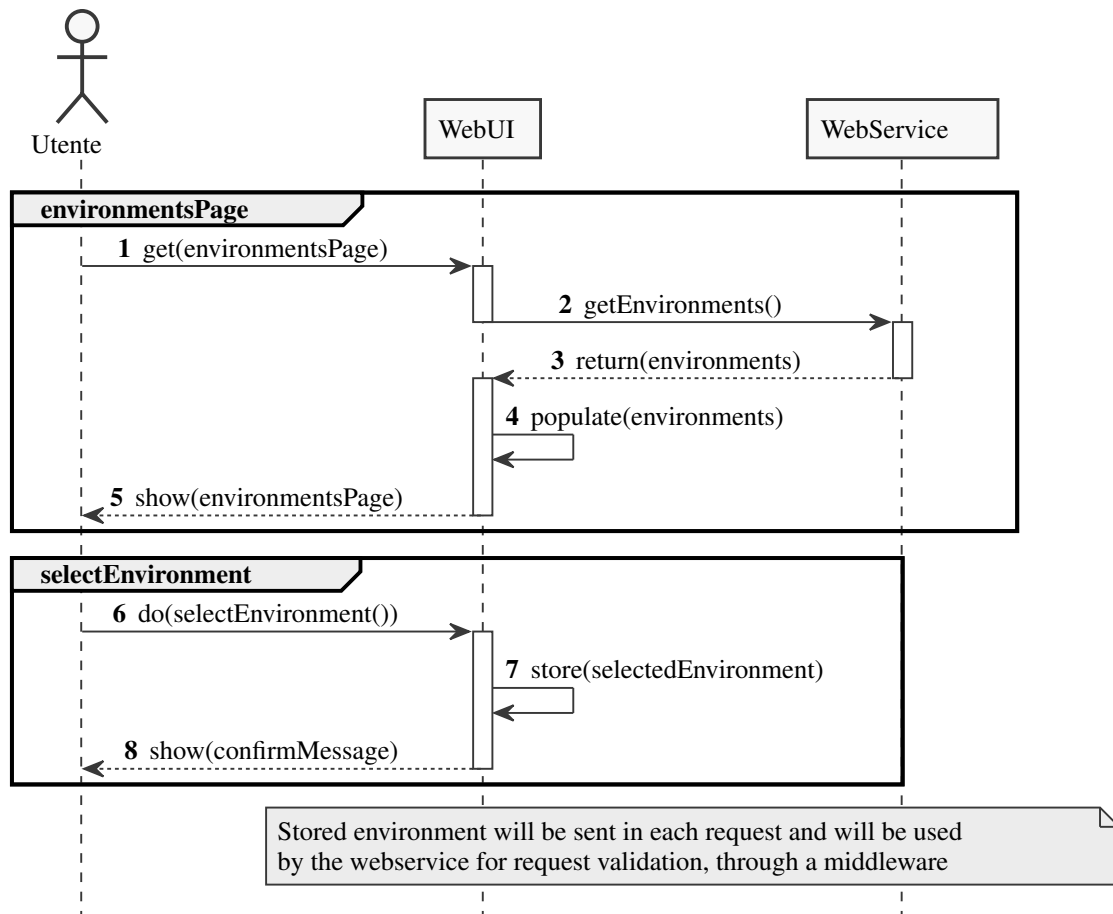 Utente
WebUI
WebService
environmentsPage
1 get(environmentsPage)
2 getEnvironments()
3 return(environments)
4 populate(environments)
5 show(environmentsPage)
selectEnvironment
6 do(selectEnvironment())
7 store(selectedEnvironment)
8 show(confirmMessage)
Stored environment will be sent in each request and will be used
by the webservice for request validation, through a middleware